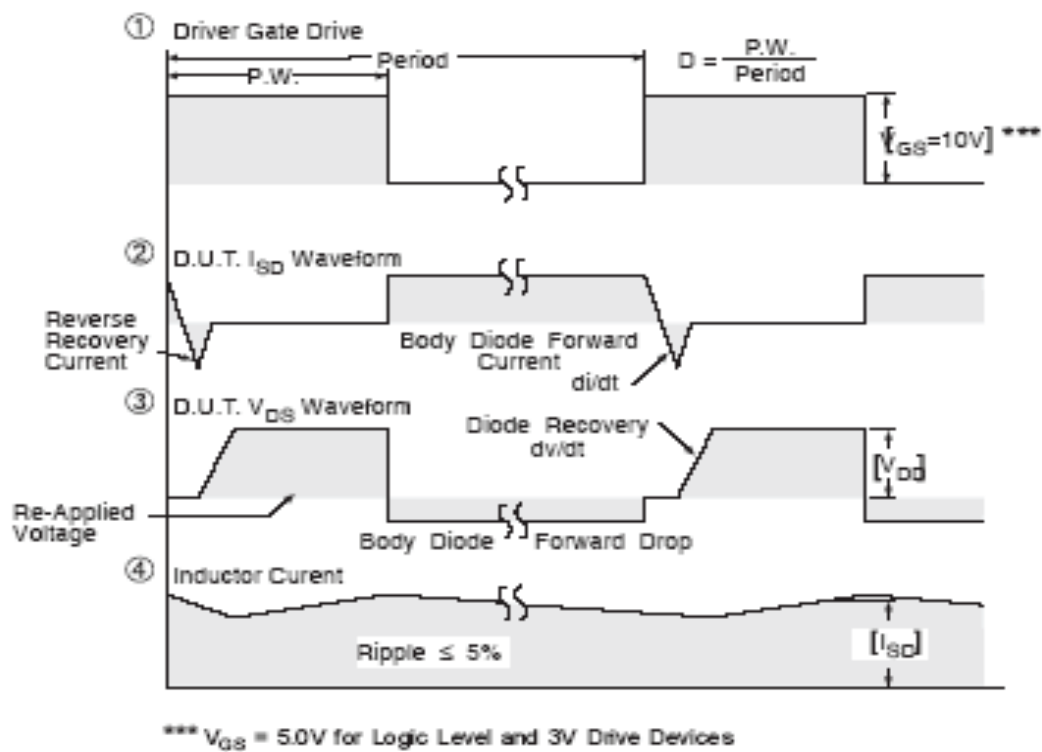 ① Driver Gate Drive
Period
P.W.
D = P.W.
Period
[VGS=10V] ***
② D.U.T. ISD Waveform
Reverse
Recovery
Current
Body Diode Forward
Current
di/dt
③ D.U.T. VDS Waveform
Diode Recovery
dv/dt
[VDD]
Re-Applied
Voltage
Body Diode Forward Drop
④ Inductor Curent
Ripple ≤ 5%
[ISD]
*** VGS = 5.0V for Logic Level and 3V Drive Devices